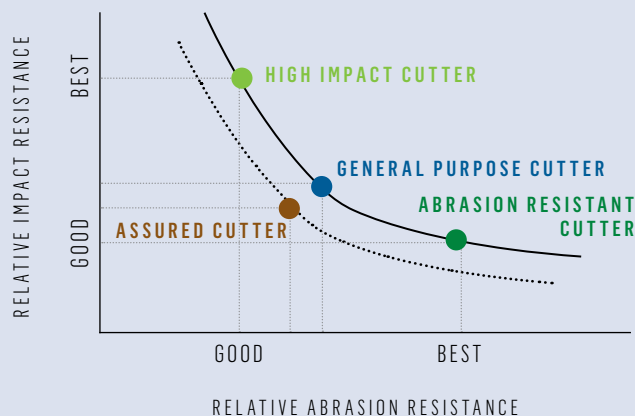 RELATIVE IMPACT RESISTANCE
BEST
GOOD
HIGH IMPACT CUTTER
GENERAL PURPOSE CUTTER
ABRASION RESISTANT
CUTTER
ASSURED CUTTER
GOOD
BEST
RELATIVE ABRASION RESISTANCE